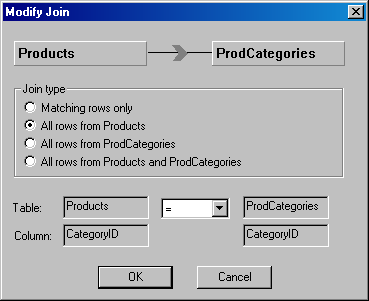 Modify Join
Products ProdCategories
Join type
Matching rows only
All rows from Products
All rows from ProdCategories
All rows from Products and ProdCategories
Table: Products = ProdCategories
Column: CategoryID CategoryID
OK Cancel